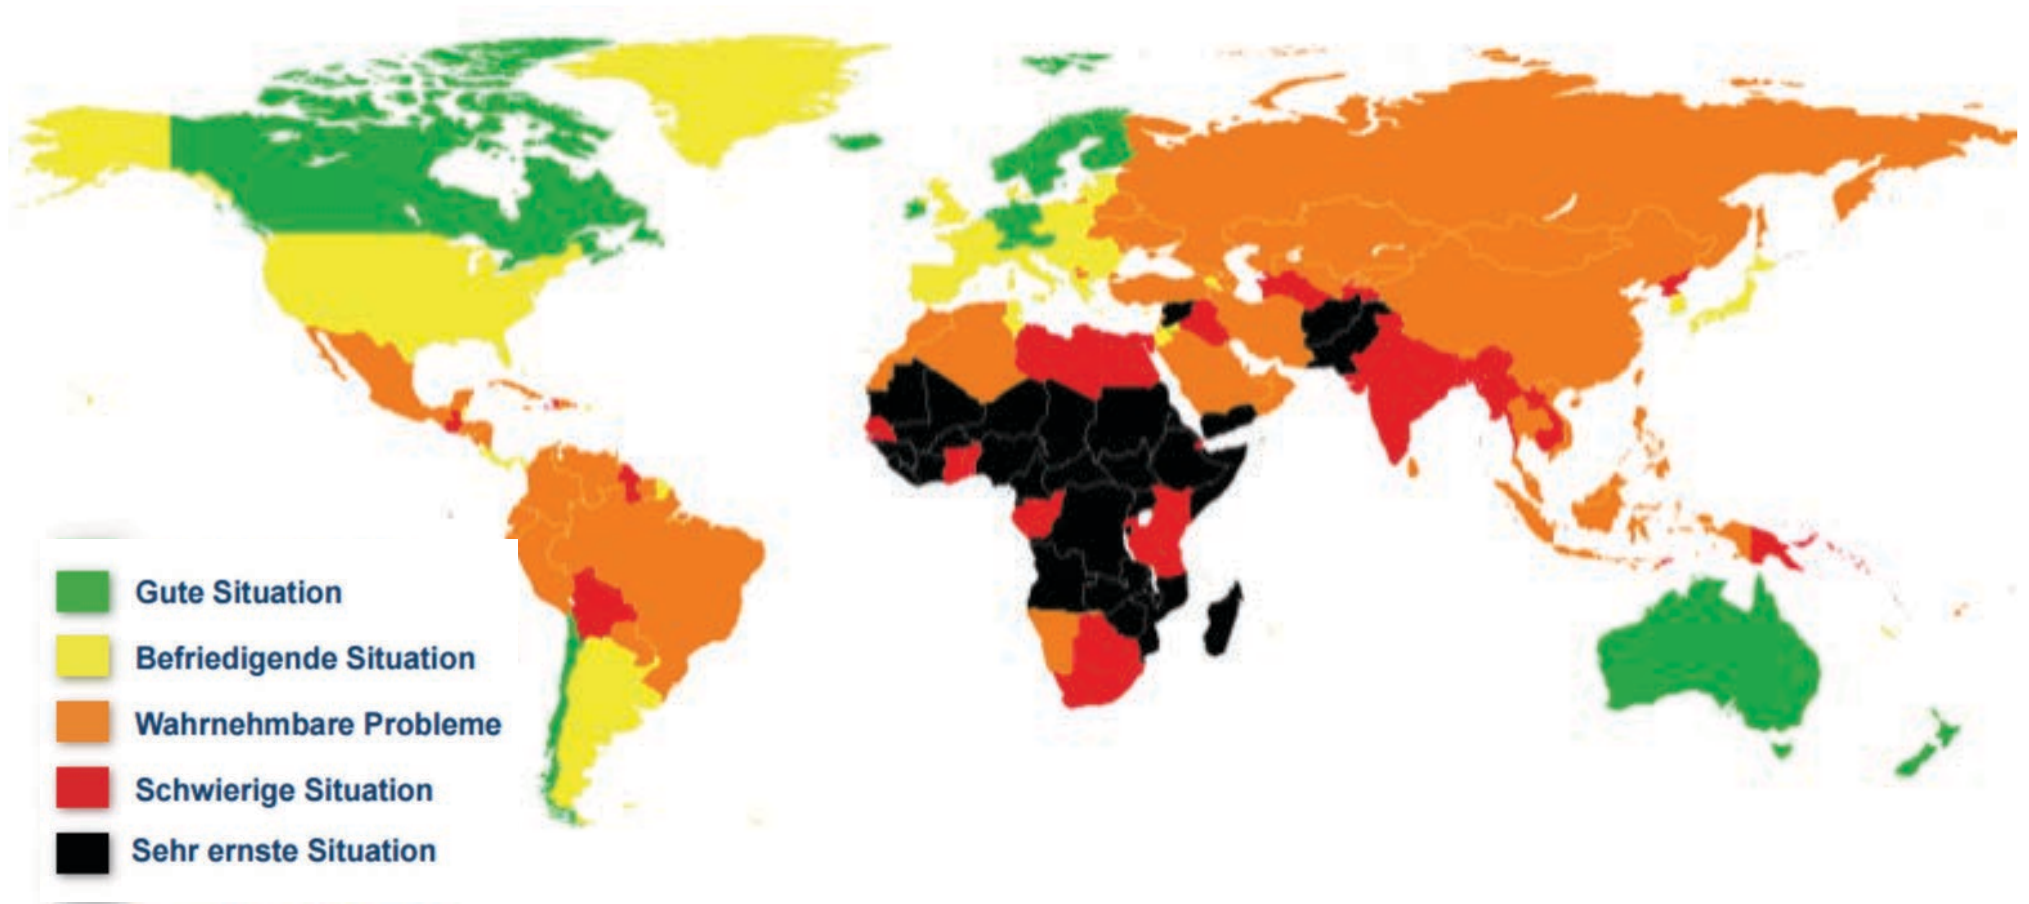 Gute Situation
Befriedigende Situation
Wahrnehmbare Probleme
Schwierige Situation
Sehr ernste Situation